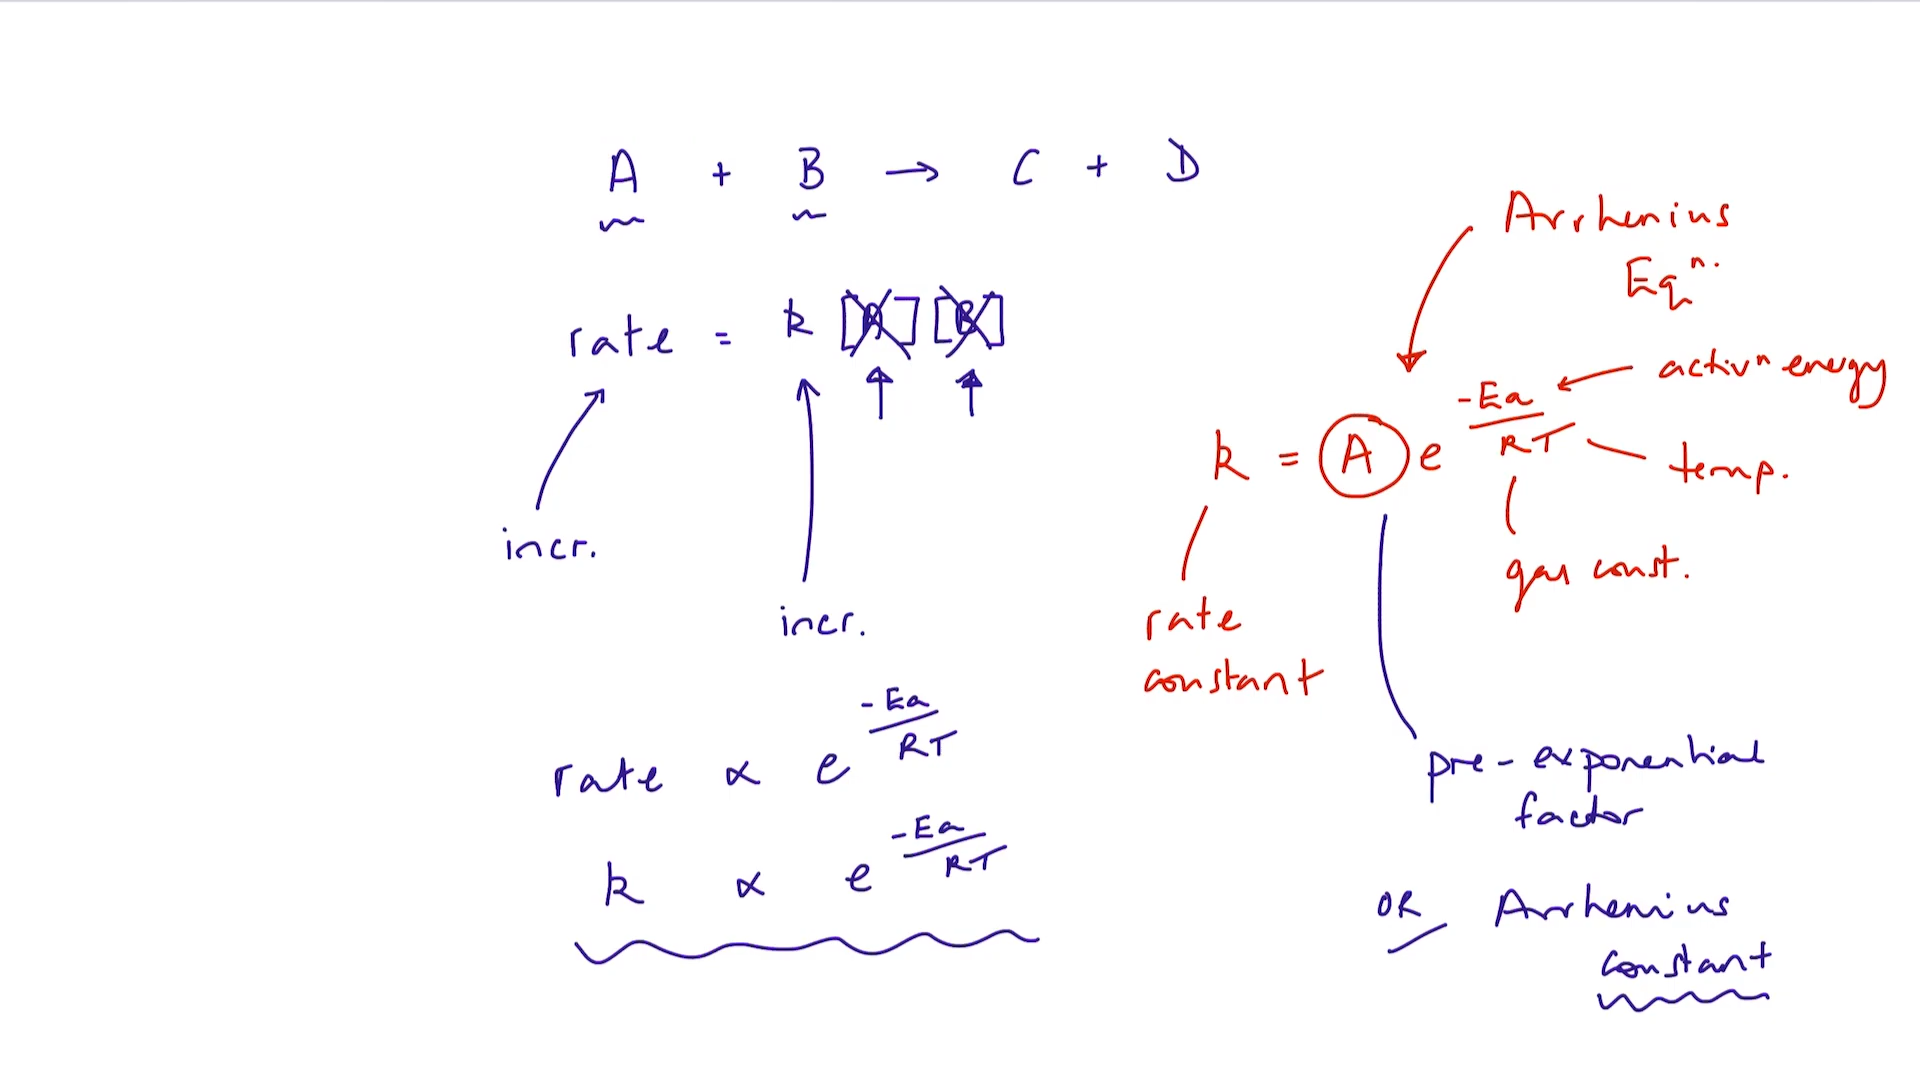 A + B → C + D
rate = k [A] [B]
incr.
incr.
rate ∝ e^(-Ea/RT)
k ∝ e^(-Ea/RT)
Arrhenius
Eqⁿ.
k = A e^(-Ea/RT)
activⁿ energy
temp.
gas const.
rate
constant
pre-exponential
factor
OR Arrhenius
constant